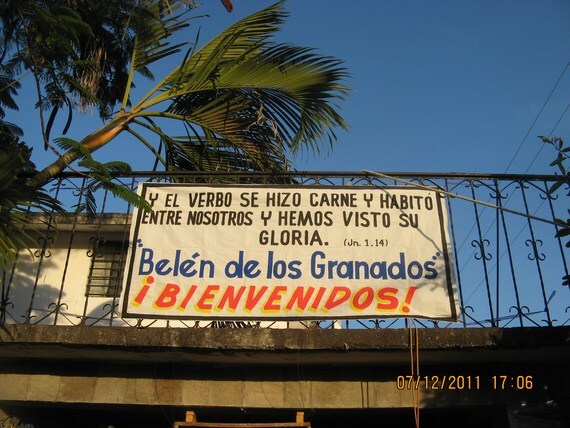 Y EL VERBO SE HIZO CARNE Y HABITÓ
ENTRE NOSOTROS Y HEMOS VISTO SU
GLORIA. (Jn. 1.14)
"Belén de los Granados"
¡BIENVENIDOS!
07/12/2011 17:06